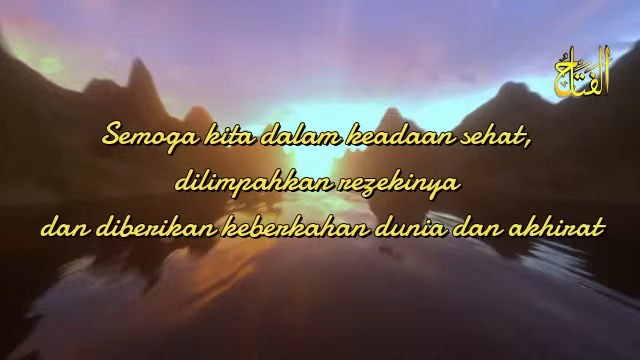 الفتاح
Semoga kita dalam keadaan sehat,
dilimpahkan rezekinya
dan diberikan keberkahan dunia dan akhirat